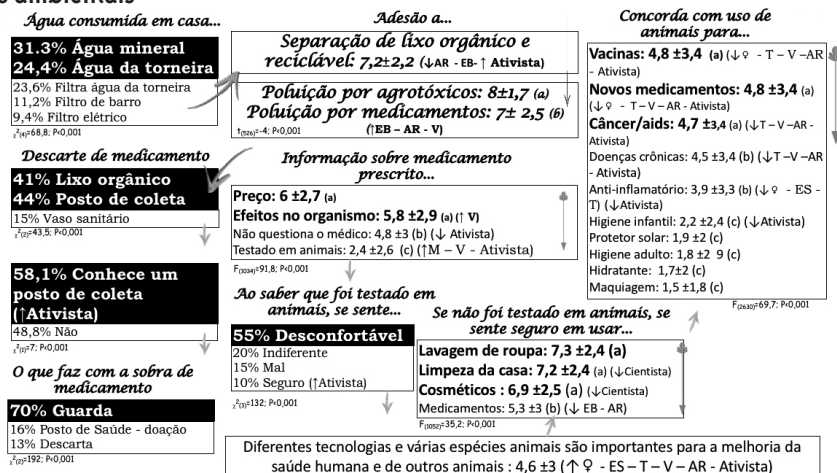 Água consumida em casa...
31.3% Água mineral
24,4% Água da torneira
23,6% Filtra água da torneira
11,2% Filtro de barro
9,4% Filtro elétrico
χ²(4)=68,8; P<0,001
Descarte de medicamento
41% Lixo orgânico
44% Posto de coleta
15% Vaso sanitário
χ²(2)=43,5; P<0,001
58,1% Conhece um
posto de coleta
(↑Ativista)
48,8% Não
χ²(1)=7; P<0,001
O que faz com a sobra de
medicamento
70% Guarda
16% Posto de Saúde - doação
13% Descarta
χ²(2)=192; P<0,001
Adesão a...
Separação de lixo orgânico e
reciclável: 7,2±2,2 (↓AR - EB- ↑ Ativista)
Poluição por agrotóxicos: 8±1,7 (a)
Poluição por medicamentos: 7± 2,5 (b)
(↑EB – AR - V)
t(526)=-4; P<0,001
Informação sobre medicamento
prescrito...
Preço: 6 ±2,7 (a)
Efeitos no organismo: 5,8 ±2,9 (a) (↑ V)
Não questiona o médico: 4,8 ±3 (b) (↓ Ativista)
Testado em animais: 2,4 ±2,6 (c) (↑M – V - Ativista)
F(1034)=91,8; P<0,001
Ao saber que foi testado em
animais, se sente...
55% Desconfortável
20% Indiferente
15% Mal
10% Seguro (↑Ativista)
χ²(3)=132; P<0,001
Se não foi testado em animais, se
sente seguro em usar...
Lavagem de roupa: 7,3 ±2,4 (a)
Limpeza da casa: 7,2 ±2,4 (a) (↓Cientista)
Cosméticos : 6,9 ±2,5 (a) (↓Cientista)
Medicamentos: 5,3 ±3 (b) (↓ EB - AR)
F(1052)=35,2; P<0,001
Concorda com uso de
animais para...
Vacinas: 4,8 ±3,4 (a) (↓♀ - T – V –AR
- Ativista)
Novos medicamentos: 4,8 ±3,4 (a)
(↓♀ - T – V – AR - Ativista)
Câncer/aids: 4,7 ±3,4 (a) (↓T – V –AR -
Ativista)
Doenças crônicas: 4,5 ±3,4 (b) (↓T –V –AR
- Ativista)
Anti-inflamatório: 3,9 ±3,3 (b) (↓♀ - ES -
T) (↓Ativista)
Higiene infantil: 2,2 ±2,4 (c) (↓Ativista)
Protetor solar: 1,9 ±2 (c)
Higiene adulto: 1,8 ±2 9 (c)
Hidratante: 1,7±2 (c)
Maquiagem: 1,5 ±1,8 (c)
F(2630)=69,7; P<0,001
Diferentes tecnologias e várias espécies animais são importantes para a melhoria da
saúde humana e de outros animais : 4,6 ±3 (↑♀ - ES – T – V – AR - Ativista)